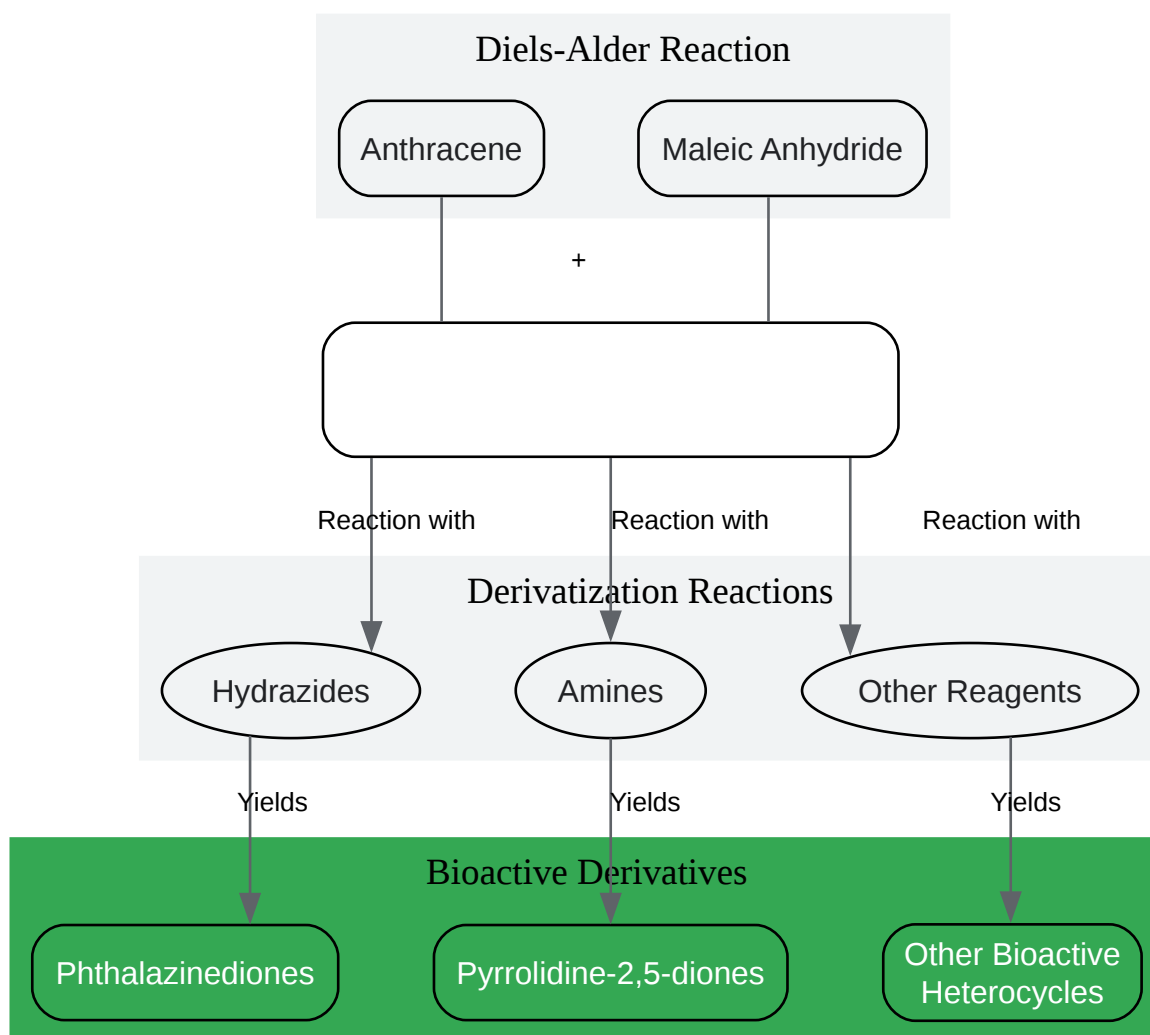 Diels-Alder Reaction
Anthracene
Maleic Anhydride
+
Reaction with
Reaction with
Reaction with
Derivatization Reactions
Hydrazides
Amines
Other Reagents
Yields
Yields
Yields
Bioactive Derivatives
Phthalazinediones
Pyrrolidine-2,5-diones
Other Bioactive
Heterocycles